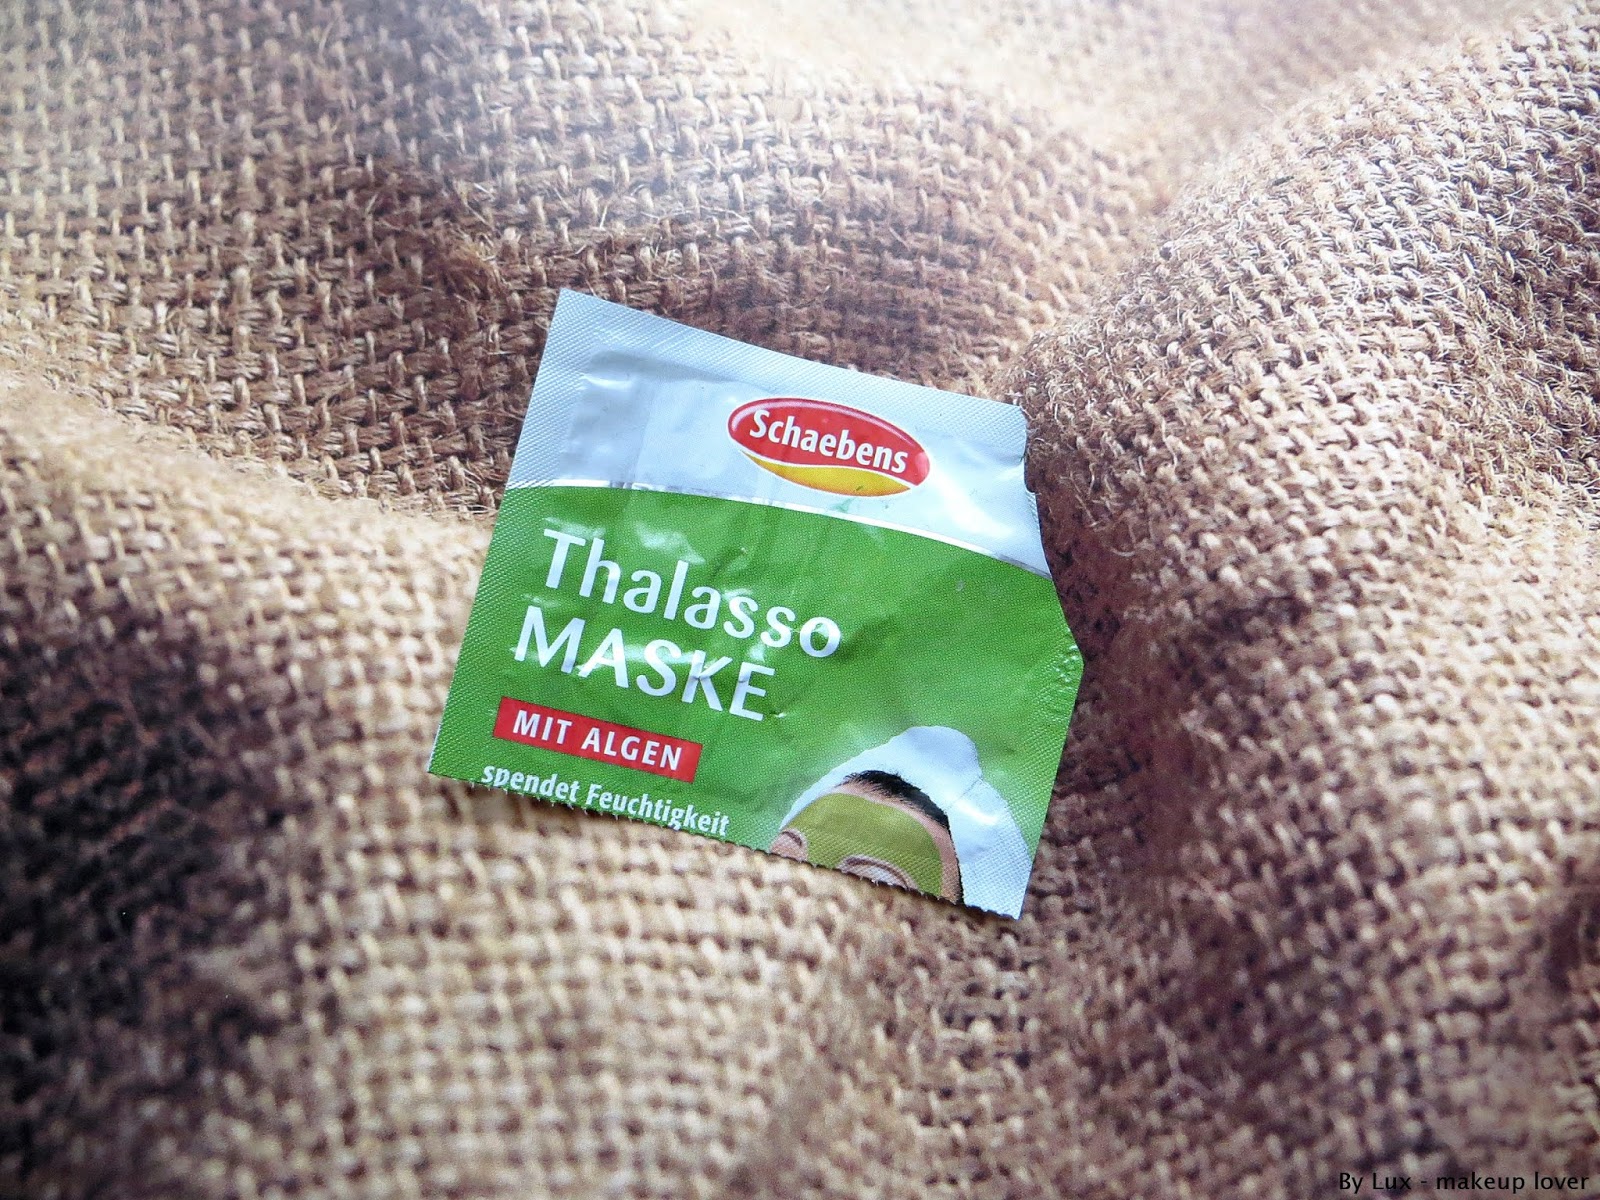 Schaebens
Thalasso
MASKE
MIT ALGEN
spendet Feuchtigkeit
By Lux - makeup lover